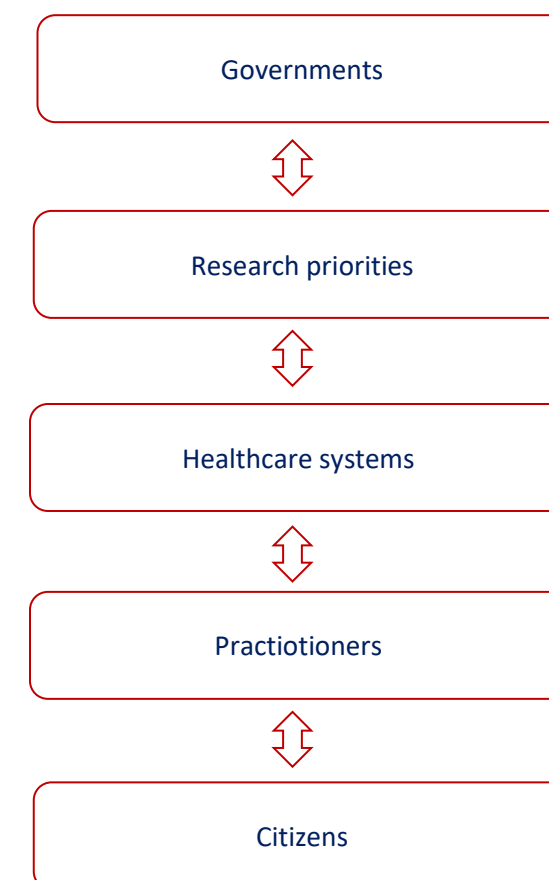 Governments
Research priorities
Healthcare systems
Practiotioners
Citizens